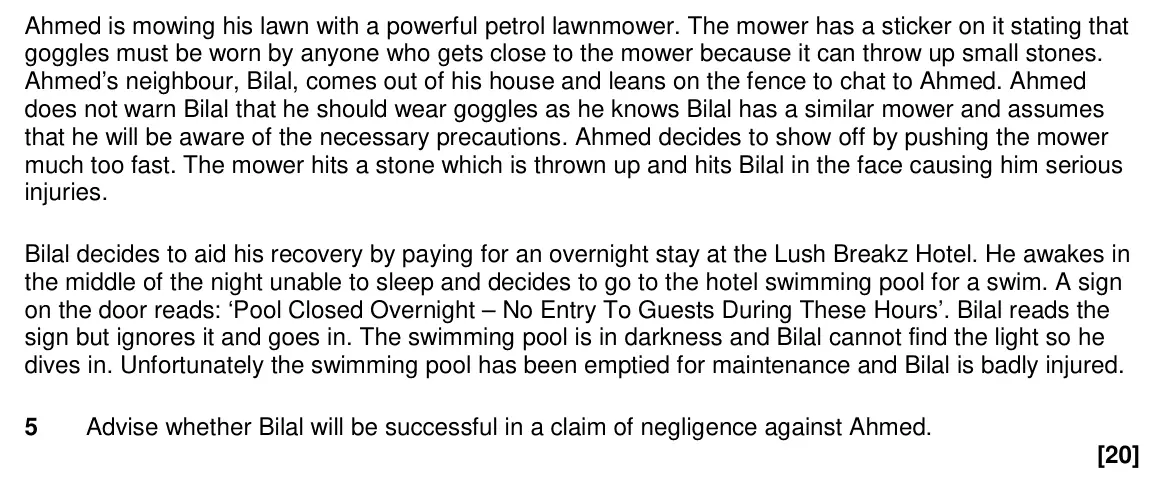 Ahmed is mowing his lawn with a powerful petrol lawnmower. The mower has a sticker on it stating that
goggles must be worn by anyone who gets close to the mower because it can throw up small stones.
Ahmed’s neighbour, Bilal, comes out of his house and leans on the fence to chat to Ahmed. Ahmed
does not warn Bilal that he should wear goggles as he knows Bilal has a similar mower and assumes
that he will be aware of the necessary precautions. Ahmed decides to show off by pushing the mower
much too fast. The mower hits a stone which is thrown up and hits Bilal in the face causing him serious
injuries.
Bilal decides to aid his recovery by paying for an overnight stay at the Lush Breakz Hotel. He awakes in
the middle of the night unable to sleep and decides to go to the hotel swimming pool for a swim. A sign
on the door reads: ‘Pool Closed Overnight – No Entry To Guests During These Hours’. Bilal reads the
sign but ignores it and goes in. The swimming pool is in darkness and Bilal cannot find the light so he
dives in. Unfortunately the swimming pool has been emptied for maintenance and Bilal is badly injured.
5 Advise whether Bilal will be successful in a claim of negligence against Ahmed.
[20]